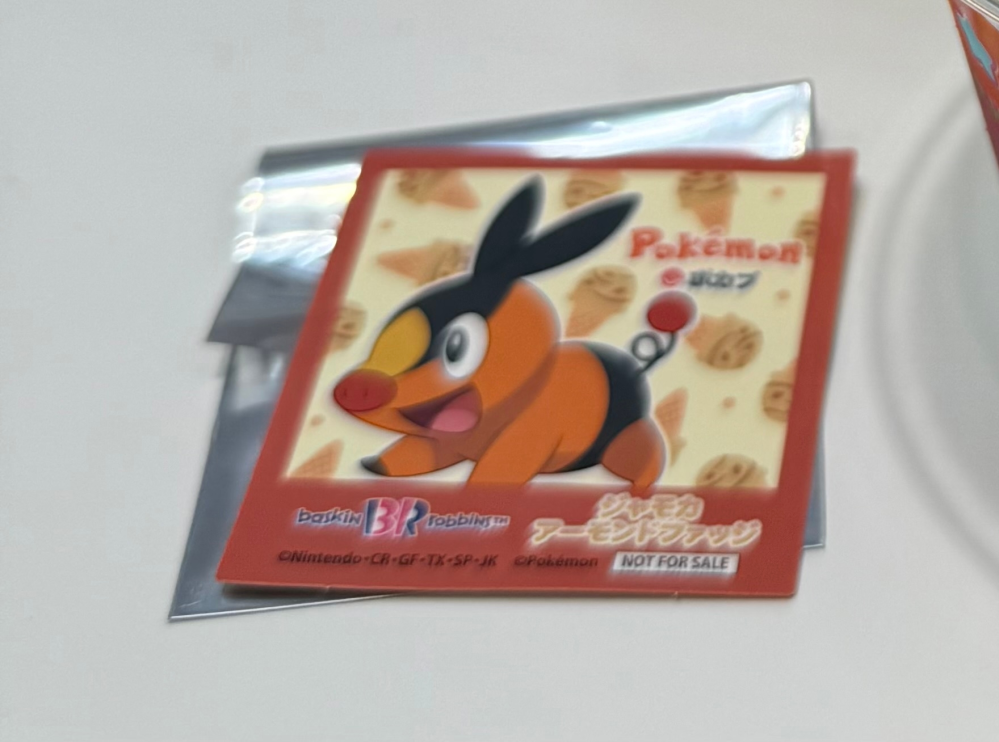 Pokémon
ポカブ
baskin BR robbins™
ジャモカ
アーモンドファッジ
©Nintendo・CR・GF・TX・SP・JK ©Pokémon NOT FOR SALE